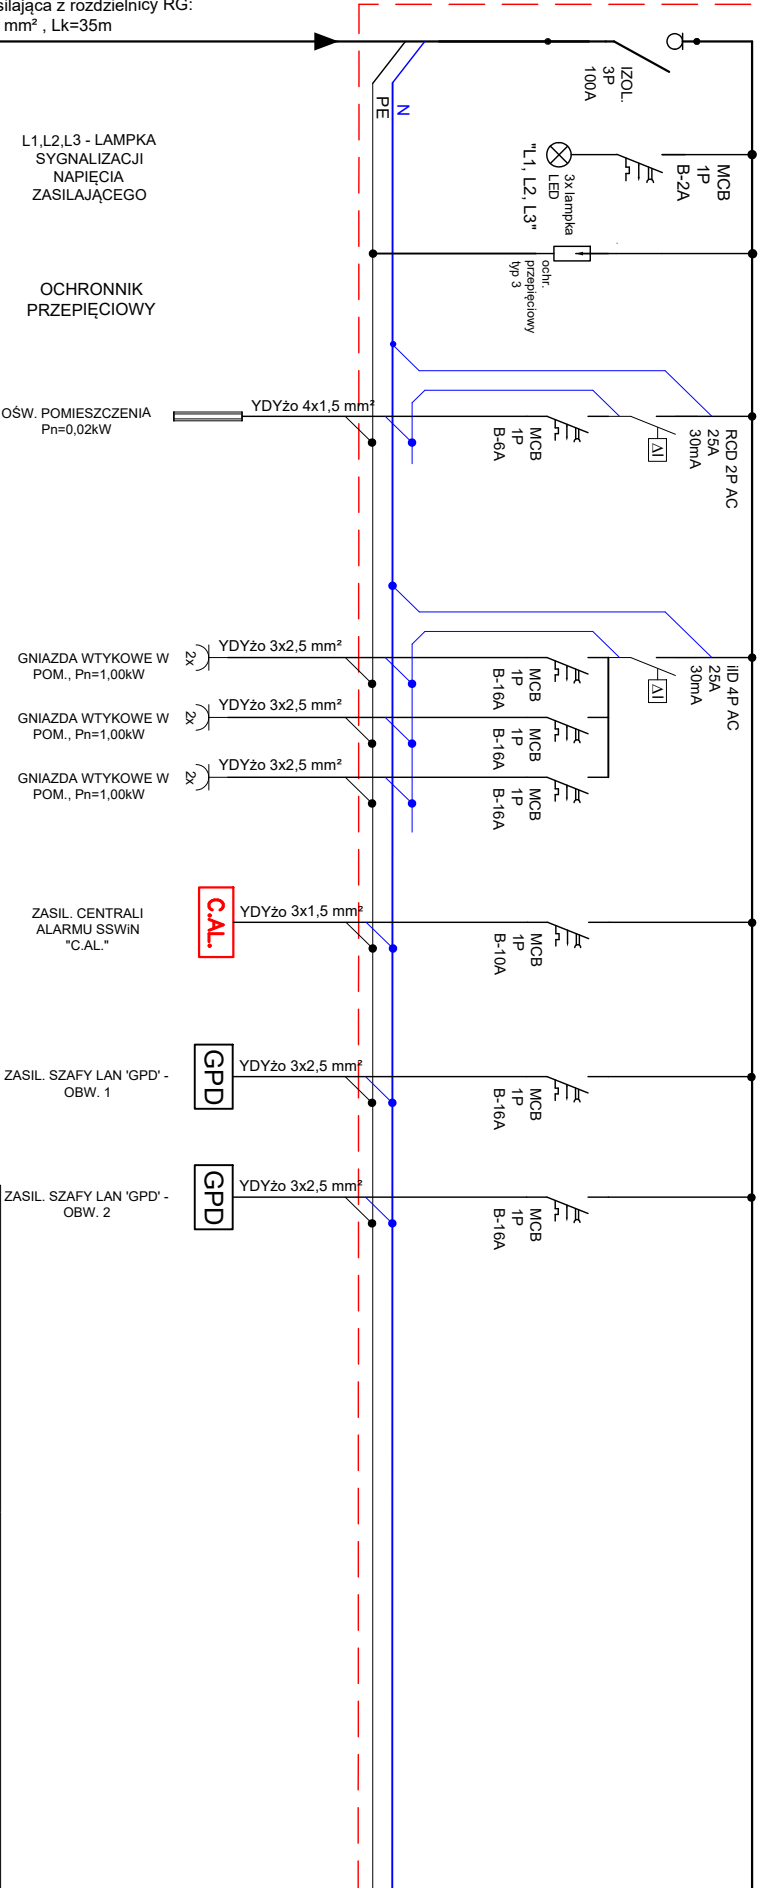 silająca z rozdzielnicy RG:
mm² , Lk=35m
IZOL.
3P
100A
PE
N
L1,L2,L3 - LAMPKA
SYGNALIZACJI
NAPIĘCIA
ZASILAJĄCEGO
MCB
1P
B-2A
3x lampka
LED
"L1, L2, L3"
OCHRONNIK
PRZEPIĘCIOWY
ochr.
przepięciowy
typ 3
OŚW. POMIESZCZENIA
Pn=0,02kW
YDYżo 4x1,5 mm²
MCB
1P
B-6A
ΔI
RCD 2P AC
25A
30mA
GNIAZDA WTYKOWE W
POM., Pn=1,00kW
2x
YDYżo 3x2,5 mm²
MCB
1P
B-16A
ΔI
iID 4P AC
25A
30mA
GNIAZDA WTYKOWE W
POM., Pn=1,00kW
2x
YDYżo 3x2,5 mm²
MCB
1P
B-16A
GNIAZDA WTYKOWE W
POM., Pn=1,00kW
2x
YDYżo 3x2,5 mm²
MCB
1P
B-16A
ZASIL. CENTRALI
ALARMU SSWiN
"C.AL."
C.AL.
YDYżo 3x1,5 mm²
MCB
1P
B-10A
ZASIL. SZAFY LAN 'GPD' -
OBW. 1
GPD
YDYżo 3x2,5 mm²
MCB
1P
B-16A
ZASIL. SZAFY LAN 'GPD' -
OBW. 2
GPD
YDYżo 3x2,5 mm²
MCB
1P
B-16A